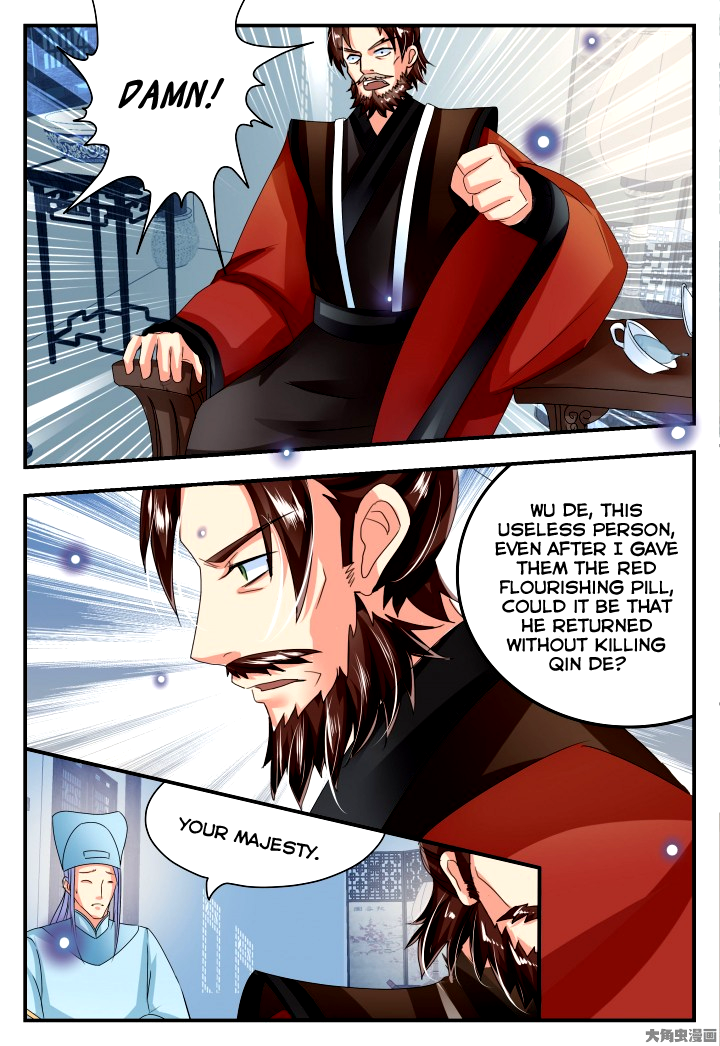 DAMN!
WU DE, THIS
USELESS PERSON,
EVEN AFTER I GAVE
THEM THE RED
FLOURISHING PILL,
COULD IT BE THAT
HE RETURNED
WITHOUT KILLING
QIN DE?
YOUR MAJESTY.
大角虫漫画